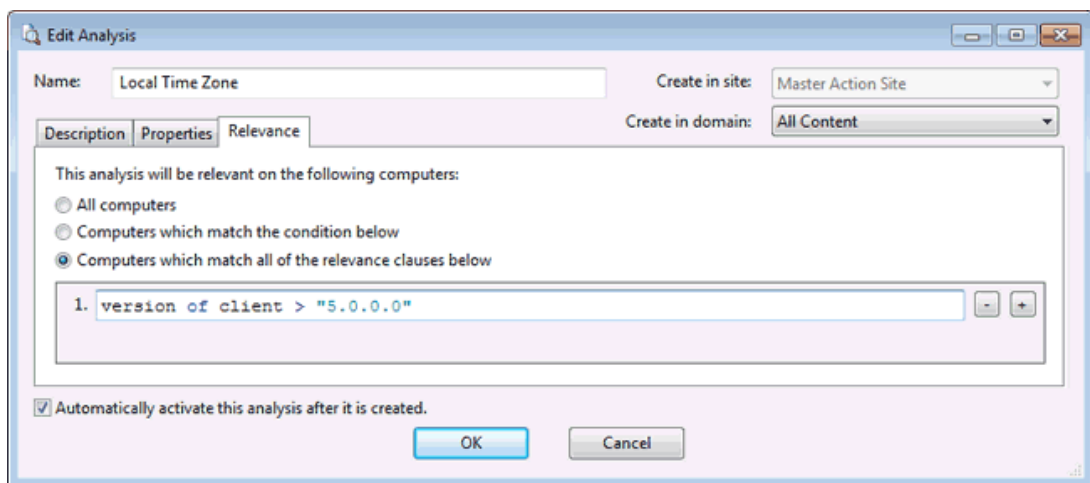 Edit Analysis
Name: Local Time Zone Create in site: Master Action Site
Create in domain: All Content
Description Properties Relevance
This analysis will be relevant on the following computers:
All computers
Computers which match the condition below
Computers which match all of the relevance clauses below
1. version of client > "5.0.0.0" - +
Automatically activate this analysis after it is created.
OK Cancel